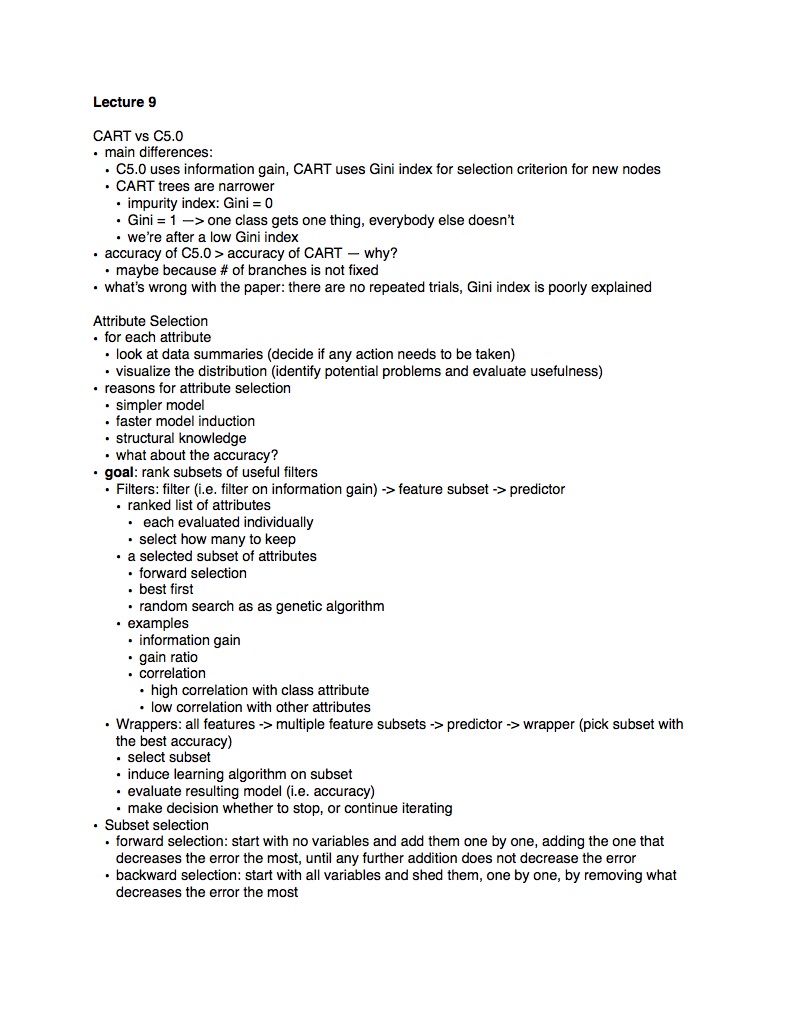 Lecture 9
CART vs C5.0
• main differences:
• C5.0 uses information gain, CART uses Gini index for selection criterion for new nodes
• CART trees are narrower
• impurity index: Gini = 0
• Gini = 1 —> one class gets one thing, everybody else doesn't
• we're after a low Gini index
• accuracy of C5.0 > accuracy of CART — why?
• maybe because # of branches is not fixed
• what's wrong with the paper: there are no repeated trials, Gini index is poorly explained
Attribute Selection
• for each attribute
• look at data summaries (decide if any action needs to be taken)
• visualize the distribution (identify potential problems and evaluate usefulness)
• reasons for attribute selection
• simpler model
• faster model induction
• structural knowledge
• what about the accuracy?
• goal: rank subsets of useful filters
• Filters: filter (i.e. filter on information gain) -> feature subset -> predictor
• ranked list of attributes
• each evaluated individually
• select how many to keep
• a selected subset of attributes
• forward selection
• best first
• random search as as genetic algorithm
• examples
• information gain
• gain ratio
• correlation
• high correlation with class attribute
• low correlation with other attributes
• Wrappers: all features -> multiple feature subsets -> predictor -> wrapper (pick subset with
the best accuracy)
• select subset
• induce learning algorithm on subset
• evaluate resulting model (i.e. accuracy)
• make decision whether to stop, or continue iterating
• Subset selection
• forward selection: start with no variables and add them one by one, adding the one that
decreases the error the most, until any further addition does not decrease the error
• backward selection: start with all variables and shed them, one by one, by removing what
decreases the error the most